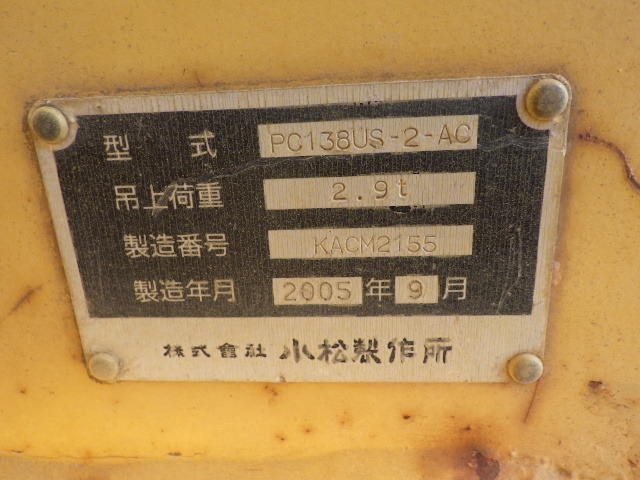 型式 PC138US-2-AC
吊上荷重 2.9t
製造番号 KACM2155
製造年月 2005年9月
株式會社 小松製作所